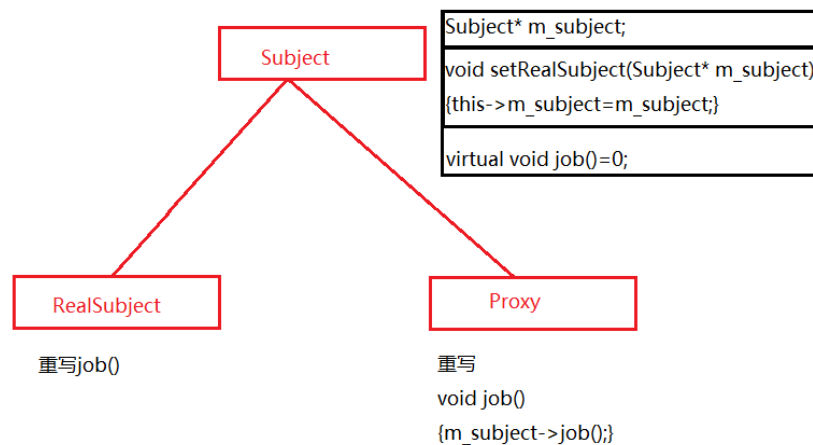 Subject
Subject* m_subject;
void setRealSubject(Subject* m_subject)
{this->m_subject=m_subject;}
virtual void job()=0;
RealSubject
Proxy
重写job()
重写
void job()
{m_subject->job();}